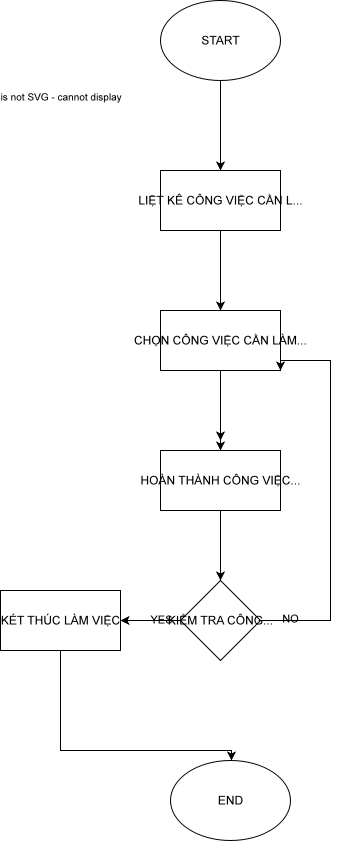 START
is not SVG - cannot display
LIỆT KÊ CÔNG VIỆC CẦN L...
CHỌN CÔNG VIỆC CẦN LÀM...
HOÀN THÀNH CÔNG VIỆC...
KẾT THÚC LÀM VIỆC
YES
KIỂM TRA CÔNG...
NO
END